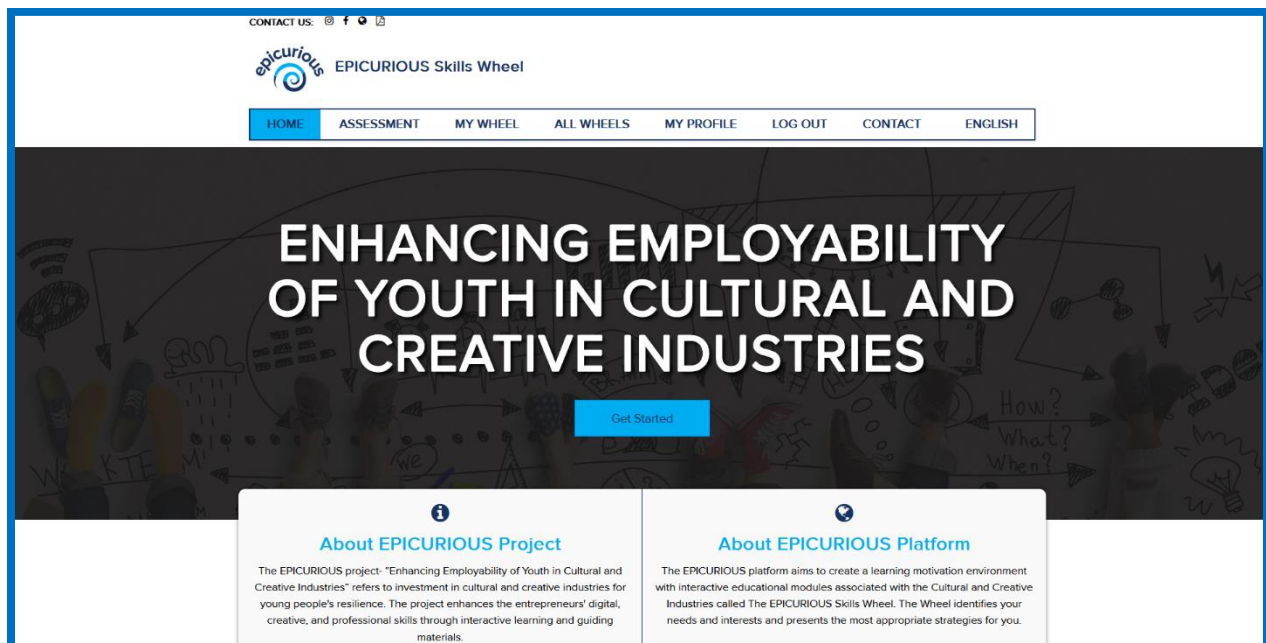 CONTACT US:
epicurious
EPICURIOUS Skills Wheel
HOME ASSESSMENT MY WHEEL ALL WHEELS MY PROFILE LOG OUT CONTACT ENGLISH
ENHANCING EMPLOYABILITY
OF YOUTH IN CULTURAL AND
CREATIVE INDUSTRIES
Get Started
How?
What?
When?
We
About EPICURIOUS Project
The EPICURIOUS project- "Enhancing Employability of Youth in Cultural and
Creative Industries" refers to investment in cultural and creative industries for
young people's resilience. The project enhances the entrepreneurs' digital,
creative, and professional skills through interactive learning and guiding
materials.
About EPICURIOUS Platform
The EPICURIOUS platform aims to create a learning motivation environment
with interactive educational modules associated with the Cultural and Creative
Industries called The EPICURIOUS Skills Wheel. The Wheel identifies your
needs and interests and presents the most appropriate strategies for you.